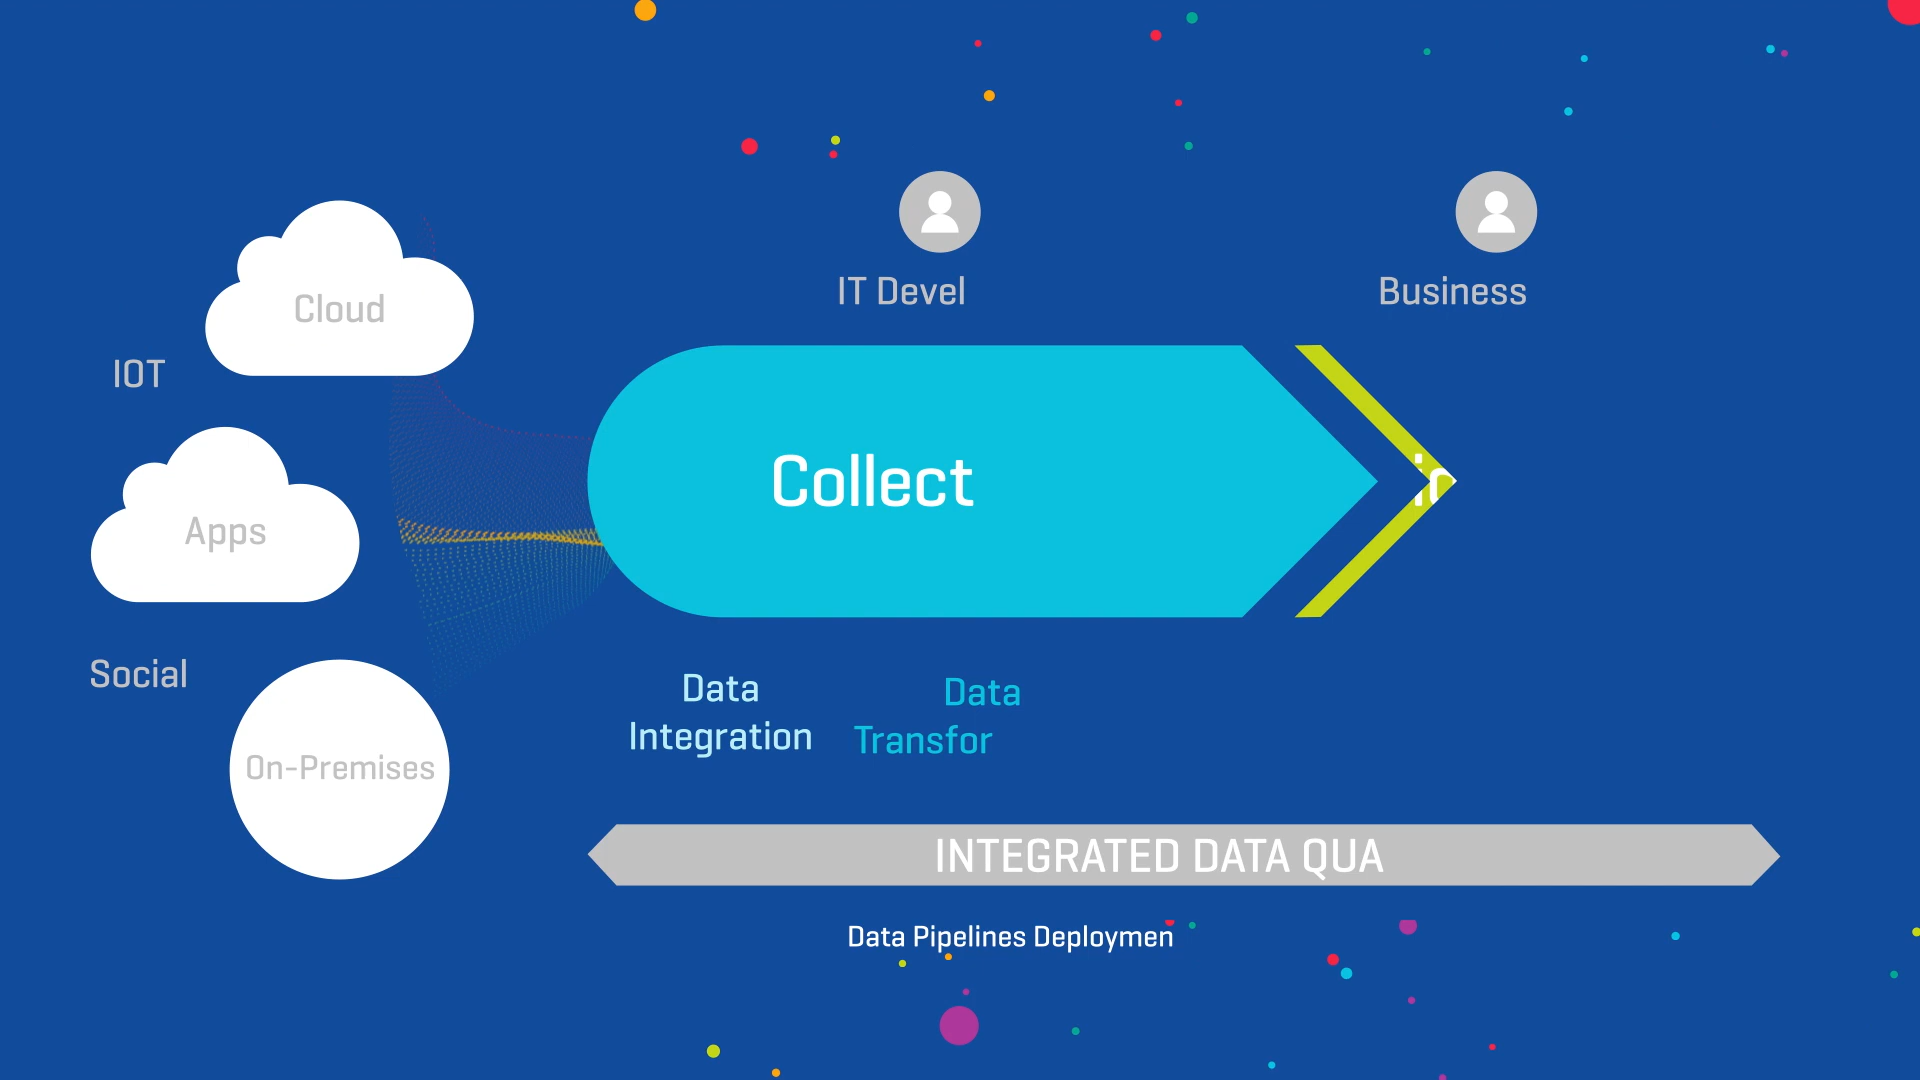 IT Devel
Business
Cloud
IOT
Collect
in
Apps
Social
Data
Integration
Data
Transfor
On-Premises
INTEGRATED DATA QUA
Data Pipelines Deploymen